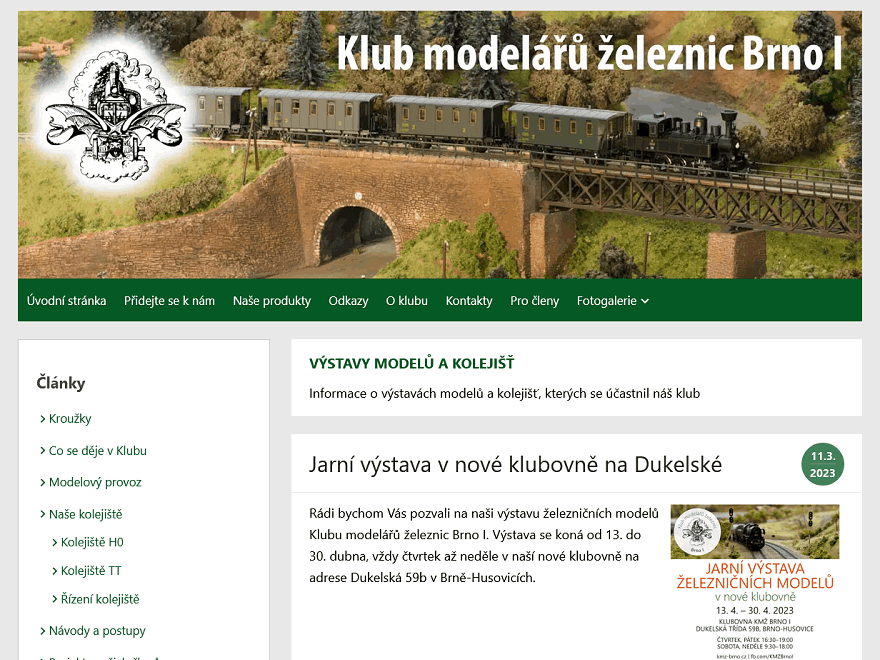 Klub modelářů železnic Brno I
Úvodní stránka Přidejte se k nám Naše produkty Odkazy O klubu Kontakty Pro členy Fotogalerie
Články
Kroužky
Co se děje v Klubu
Modelový provoz
Naše kolejiště
Kolejiště H0
Kolejiště TT
Řízení kolejiště
Návody a postupy
VÝSTAVY MODELŮ A KOLEJIŠŤ
Informace o výstavách modelů a kolejišť, kterých se účastnil náš klub
Jarní výstava v nové klubovně na Dukelské
11.3.
2023
Rádi bychom Vás pozvali na naši výstavu železničních modelů
Klubu modelářů železnic Brno I. Výstava se koná od 13. do
30. dubna, vždy čtvrtek až neděle v naší nové klubovně na
adrese Dukelská 59b v Brně-Husovicích.
JARNÍ VÝSTAVA
ŽELEZNIČNÍCH MODELŮ
v nové klubovně
13. 4. – 30. 4. 2023
KLUBOVNA KMŽ BRNO I
DUKELSKÁ TŘÍDA 59B, BRNO-HUSOVICE
ČTVRTEK, PÁTEK 16:30–19:00
SOBOTA, NEDĚLE 9:30–18:00
kmz-brno.cz | fb.com/KMZBrnoI